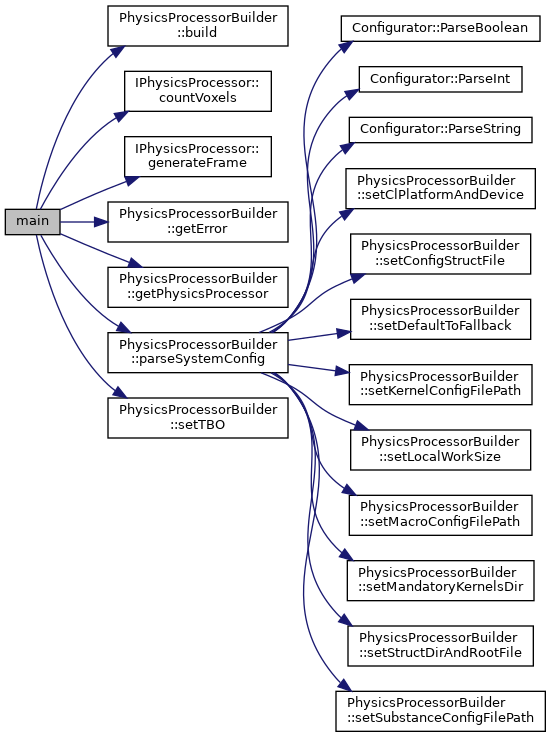 main
PhysicsProcessorBuilder
::build
IPhysicsProcessor::
countVoxels
IPhysicsProcessor::
generateFrame
PhysicsProcessorBuilder
::getError
PhysicsProcessorBuilder
::getPhysicsProcessor
PhysicsProcessorBuilder
::parseSystemConfig
PhysicsProcessorBuilder
::setTBO
Configurator::ParseBoolean
Configurator::ParseInt
Configurator::ParseString
PhysicsProcessorBuilder
::setClPlatformAndDevice
PhysicsProcessorBuilder
::setConfigStructFile
PhysicsProcessorBuilder
::setDefaultToFallback
PhysicsProcessorBuilder
::setKernelConfigFilePath
PhysicsProcessorBuilder
::setLocalWorkSize
PhysicsProcessorBuilder
::setMacroConfigFilePath
PhysicsProcessorBuilder
::setMandatoryKernelsDir
PhysicsProcessorBuilder
::setStructDirAndRootFile
PhysicsProcessorBuilder
::setSubstanceConfigFilePath